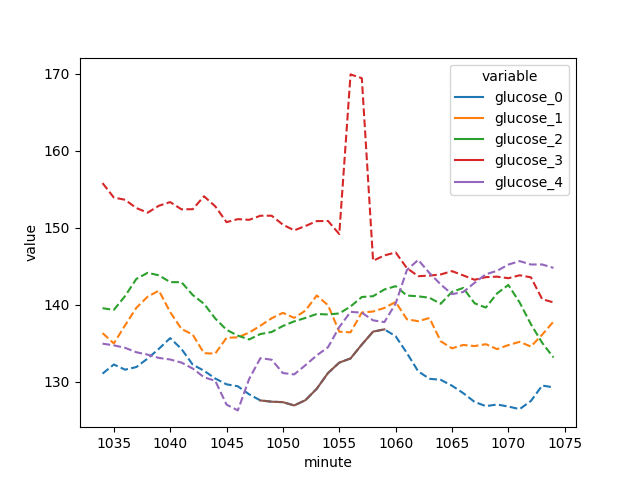 170
160
150
140
130
value
1035
1040
1045
1050
1055
1060
1065
1070
1075
minute
variable
glucose_0
glucose_1
glucose_2
glucose_3
glucose_4